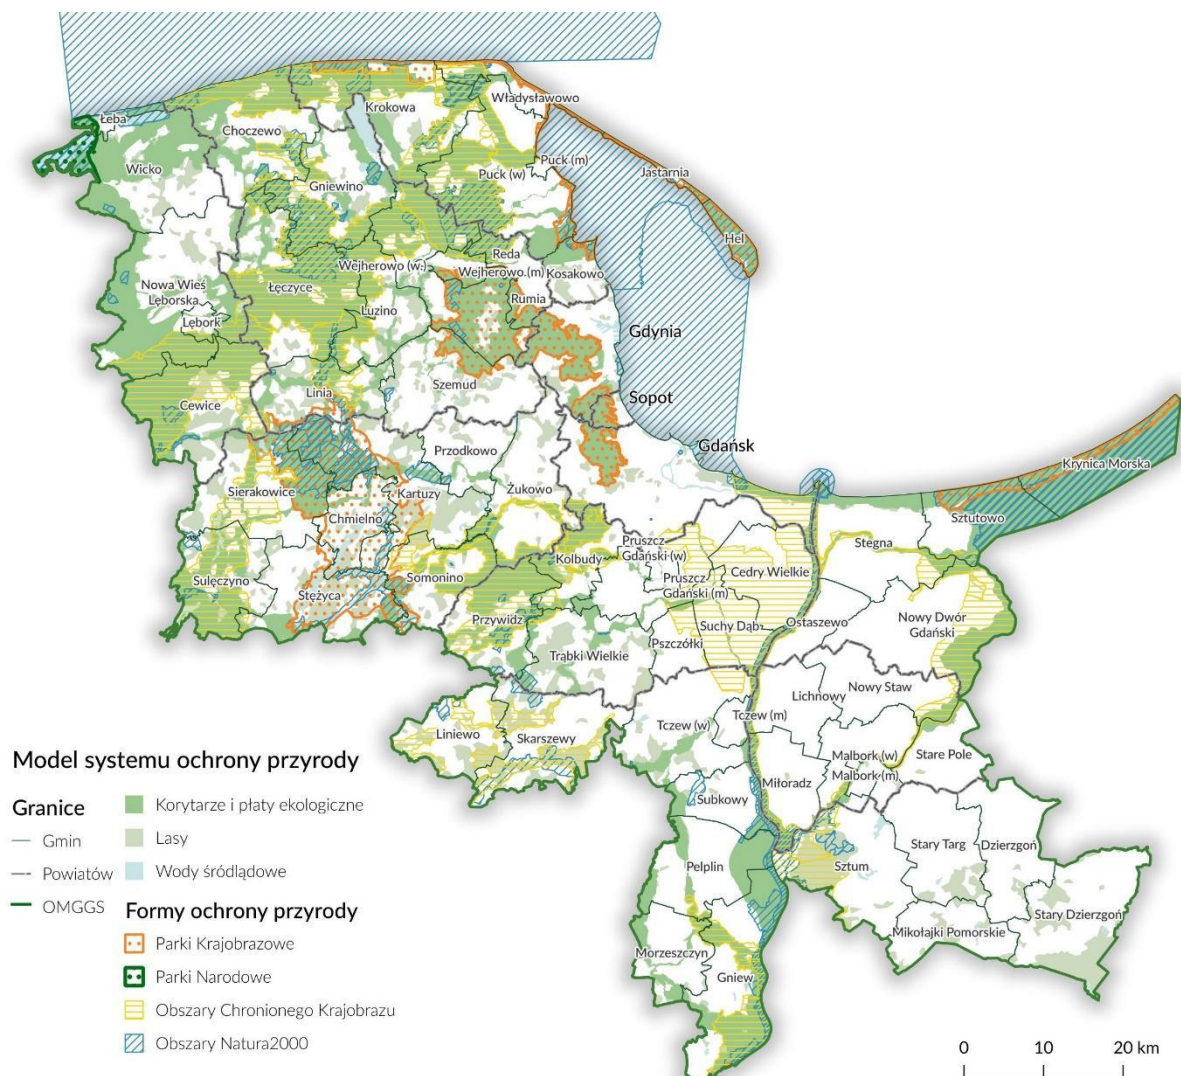 Władysławowo
Krokowa
Łeba
Choczewo
Wicko
Puck (m)
Puck (w)
Jastarnia
Gniewino
Hel
Reda
Wejherowo (w.)
Wejherowo (m)
Kosakowo
Nowa Wieś
Lęborska
Łęczyce
Rumia
Luzino
Lębork
Gdynia
Szemud
Linia
Sopot
Cewice
Gdańsk
Przodkowo
Krynica Morska
Sierakowice
Kartuzy
Żukowo
Chmielno
Sztutowo
Stegna
Pruszcz
Gdański (w)
Kolbudy
Cedry Wielkie
Somonino
Pruszcz
Gdański (m)
Sulęczyno
Stężyca
Nowy Dwór
Gdański
Przywidz
Suchy Dąb
Ostaszewo
Pszczółki
Trąbki Wielkie
Nowy Staw
Lichnowy
Tczew (m)
Tczew (w)
Liniewo
Skarszewy
Malbork (w)
Stare Pole
Malbork (m)
Miłoradz
Subkowy
Stary Targ
Dzierzgoń
Pelplin
Sztum
Stary Dzierzgoń
Mikołajki Pomorskie
Morzeszczyn
Gniew
Model systemu ochrony przyrody
Granice
Gmin
Powiatów
OMGGS
Korytarze i płaty ekologiczne
Lasy
Wody śródlądowe
Formy ochrony przyrody
Parki Krajobrazowe
Parki Narodowe
Obszary Chronionego Krajobrazu
Obszary Natura2000
0 10 20 km